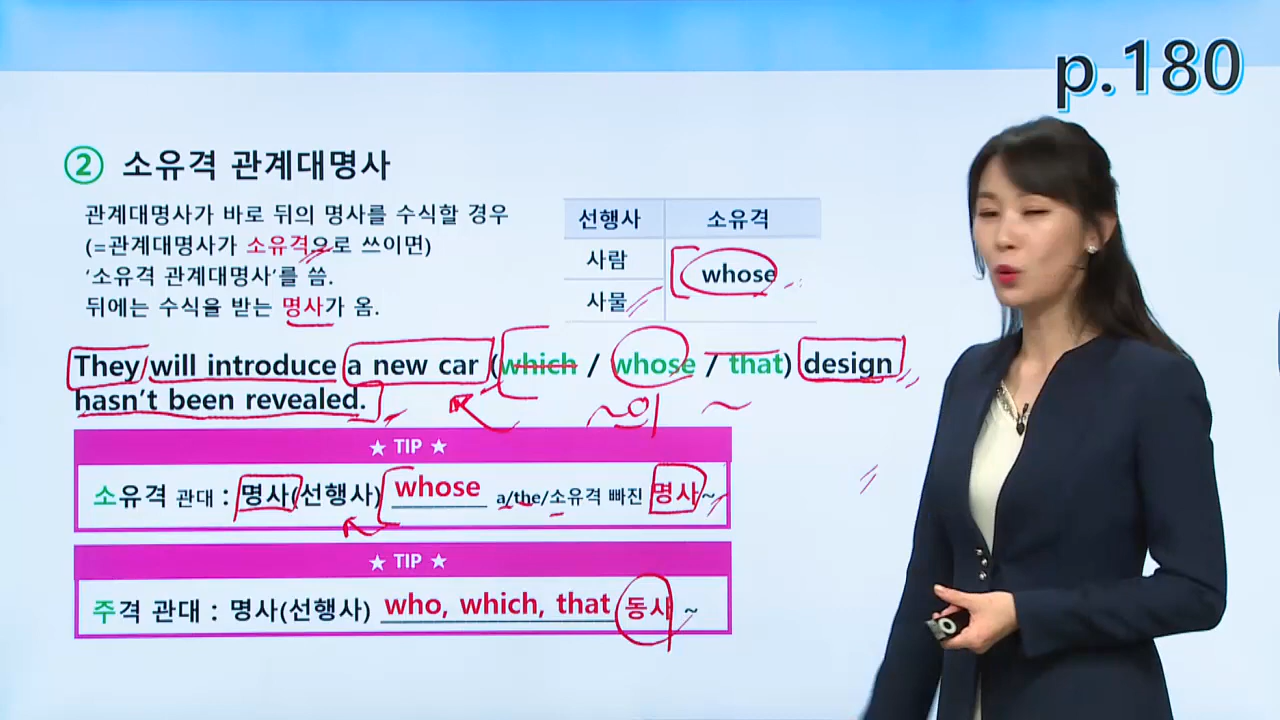 p.180
② 소유격 관계대명사
관계대명사가 바로 뒤의 명사를 수식할 경우
(=관계대명사가 소유격으로 쓰이면)
‘소유격 관계대명사’를 씀.
뒤에는 수식을 받는 명사가 옴.
선행사 소유격
사람 whose
사물
They will introduce a new car (which / whose / that) design
hasn’t been revealed.
~의 ~
★ TIP ★
소유격 관대 : 명사(선행사) whose a/the/소유격 빠진 명사~
★ TIP ★
주격 관대 : 명사(선행사) who, which, that 동사 ~